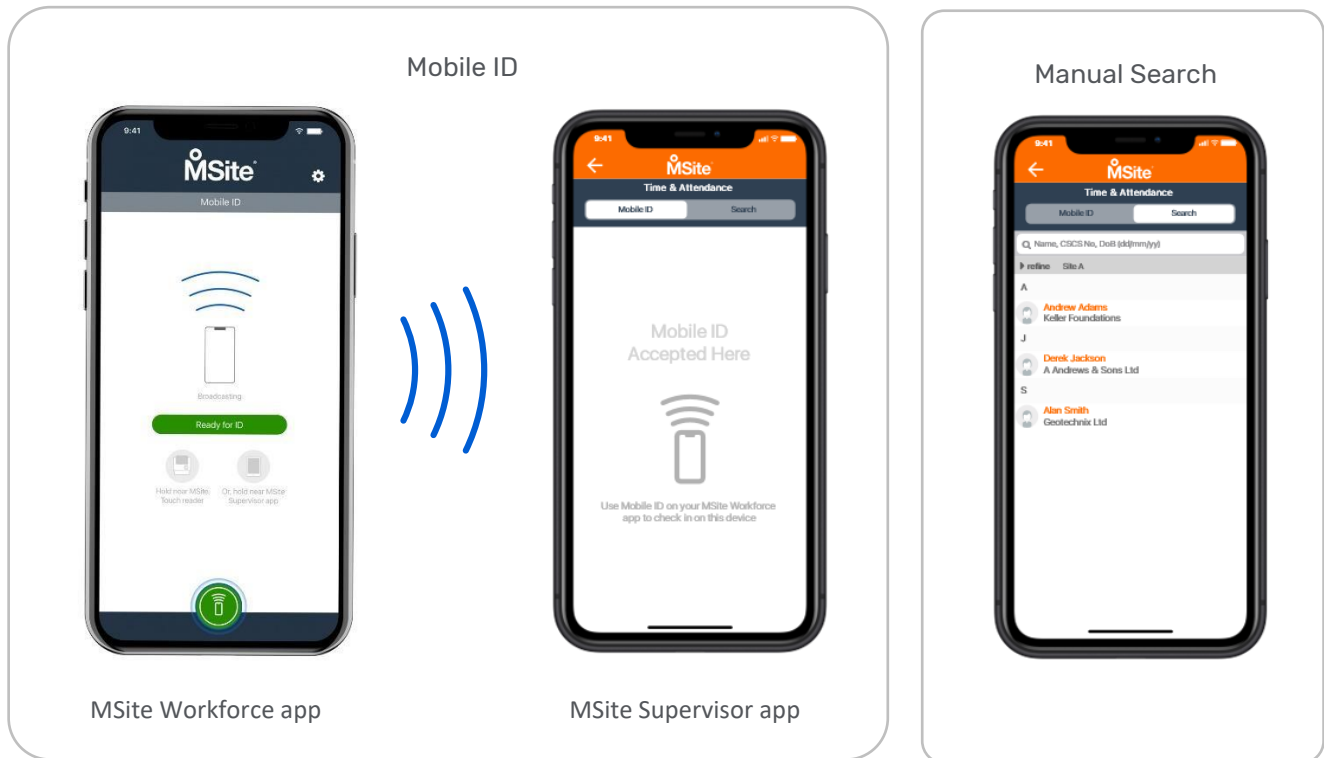 Mobile ID
9:41
MSite
Mobile ID
Broadcasting
Ready for ID
Hold near MSite
Touch reader
Or, hold near MSite
Supervisor app
MSite Workforce app
9:41
MSite
Time & Attendance
Mobile ID Search
Mobile ID
Accepted Here
Use Mobile ID on your MSite Workforce
app to check in on this device
MSite Supervisor app
Manual Search
9:41
MSite
Time & Attendance
Mobile ID Search
Name, CSCS No, DoB (dd/mm/yy)
refine Site A
A
Andrew Adams
Keller Foundations
J
Derek Jackson
A Andrews & Sons Ltd
S
Alan Smith
Geotechnix Ltd